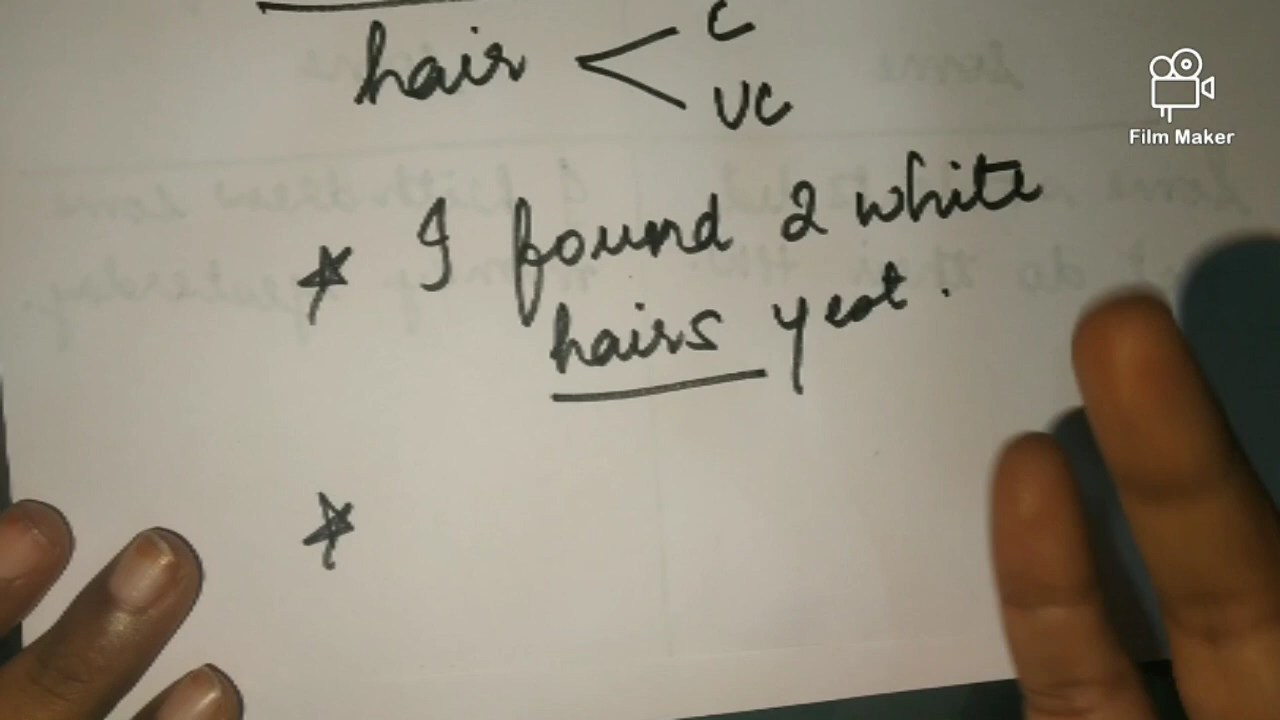 hair < C
UC
* I found 2 white
hairs yest.
*
Film Maker